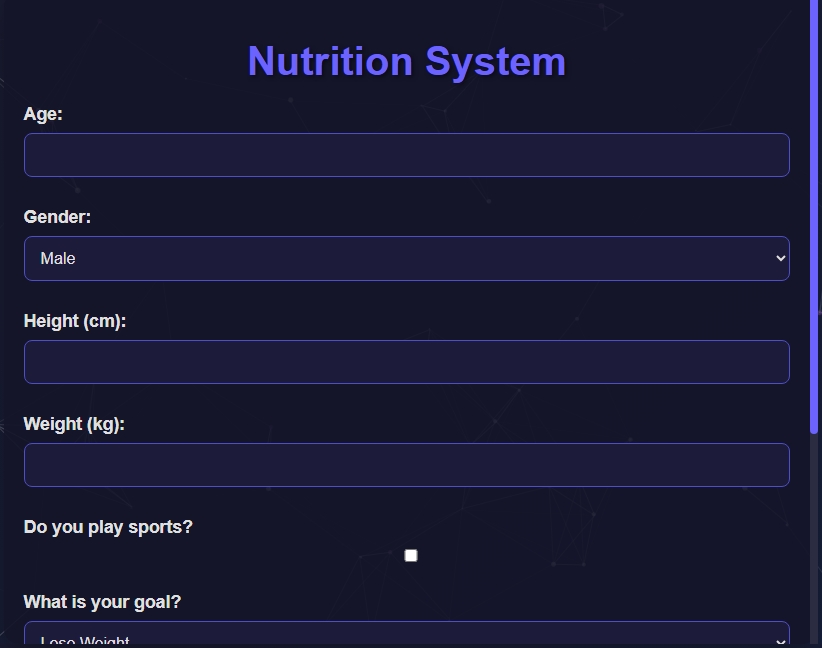 Nutrition System
Age:
Gender:
Male
Height (cm):
Weight (kg):
Do you play sports?
What is your goal?
Lose Weight